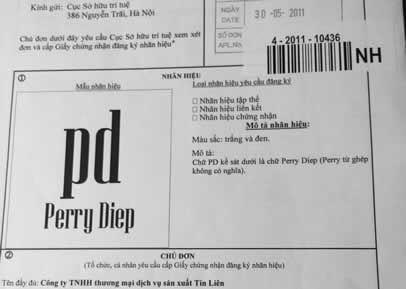 Kính gửi: Cục Sở hữu trí tuệ
386 Nguyễn Trãi, Hà Nội
Chủ đơn dưới đây yêu cầu Cục Sở hữu trí tuệ xem xét
đơn và cấp Giấy chứng nhận đăng ký nhãn hiệu*
NGÀY
DATE
30-05-2011
SỐ ĐƠN
APL.No
4-2011-10436
NH
①
NHÃN HIỆU
Mẫu nhãn hiệu
pd
Perry Diep
Loại nhãn hiệu yêu cầu đăng ký
☐ Nhãn hiệu tập thể
☐ Nhãn hiệu liên kết
☐ Nhãn hiệu chứng nhận
Mô tả nhãn hiệu:
Màu sắc: trắng và đen.
Mô tả:
Chữ PD kế sát dưới là chữ Perry Diep (Perry từ ghép
không có nghĩa).
②
CHỦ ĐƠN
(Tổ chức, cá nhân yêu cầu cấp Giấy chứng nhận đăng ký nhãn hiệu)
Tên đầy đủ: Công ty TNHH thương mại dịch vụ sản xuất Tín Liên